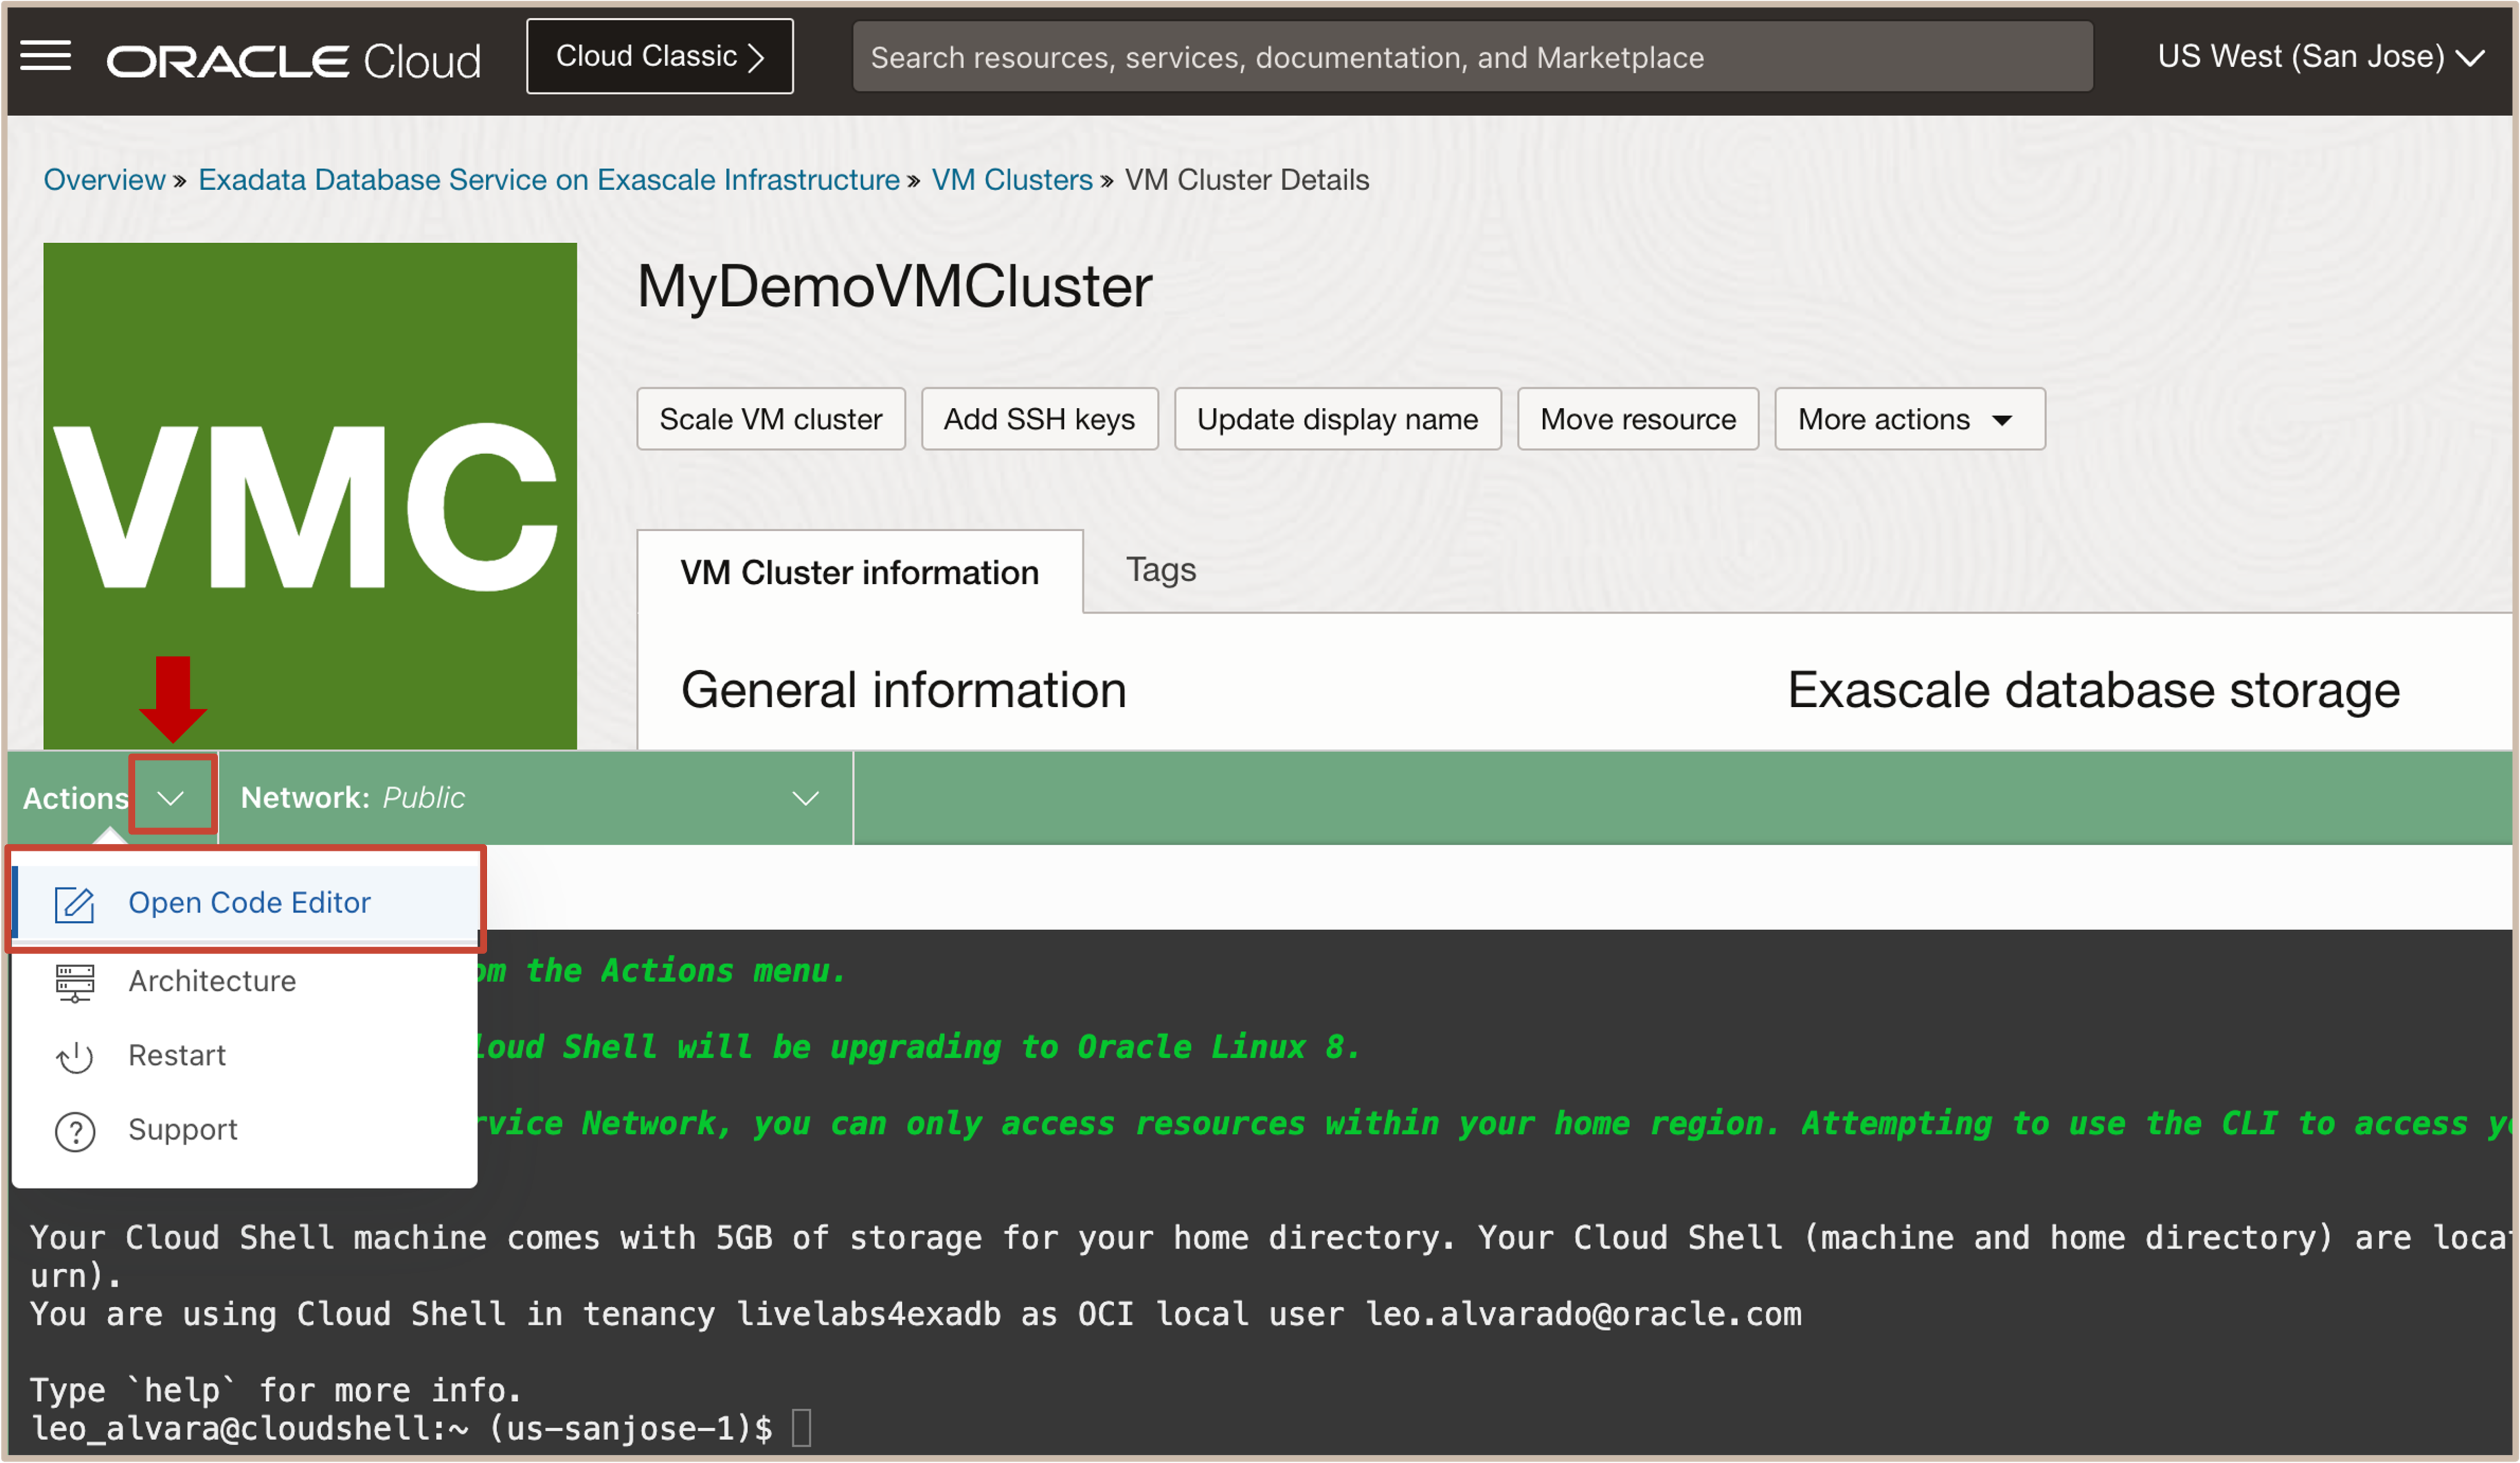 ORACLE Cloud
Cloud Classic
Search resources, services, documentation, and Marketplace
US West (San Jose)
Overview » Exadata Database Service on Exascale Infrastructure » VM Clusters » VM Cluster Details
VMC
MyDemoVMCluster
Scale VM cluster
Add SSH keys
Update display name
Move resource
More actions
VM Cluster information
Tags
General information
Exascale database storage
Actions
Network: Public
Open Code Editor
Architecture
Restart
Support
the Actions menu.
Shell will be upgrading to Oracle Linux 8.
Network, you can only access resources within your home region. Attempting to use the CLI to access
Your Cloud Shell machine comes with 5GB of storage for your home directory. Your Cloud Shell (machine and home directory) are
urn).
You are using Cloud Shell in tenancy livelabs4exadb as OCI local user leo.alvarado@oracle.com
Type `help` for more info.
leo_alvara@cloudshell:~ (us-sanjose-1)$